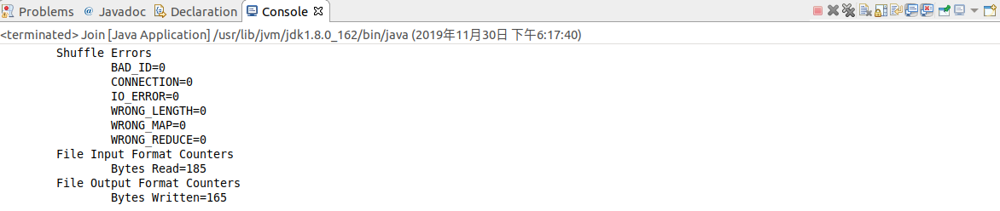 Problems @ Javadoc Declaration Console
<terminated> Join [Java Application] /usr/lib/jvm/jdk1.8.0_162/bin/java (2019年11月30日 下午6:17:40)
Shuffle Errors
BAD_ID=0
CONNECTION=0
IO_ERROR=0
WRONG_LENGTH=0
WRONG_MAP=0
WRONG_REDUCE=0
File Input Format Counters
Bytes Read=185
File Output Format Counters
Bytes Written=165